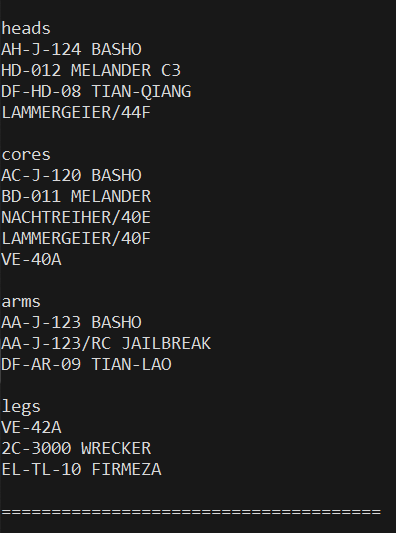 heads
AH-J-124 BASHO
HD-012 MELANDER C3
DF-HD-08 TIAN-QIANG
LAMMERGEIER/44F
cores
AC-J-120 BASHO
BD-011 MELANDER
NACHTREIHER/40E
LAMMERGEIER/40F
VE-40A
arms
AA-J-123 BASHO
AA-J-123/RC JAILBREAK
DF-AR-09 TIAN-LAO
legs
VE-42A
2C-3000 WRECKER
EL-TL-10 FIRMEZA
======================================